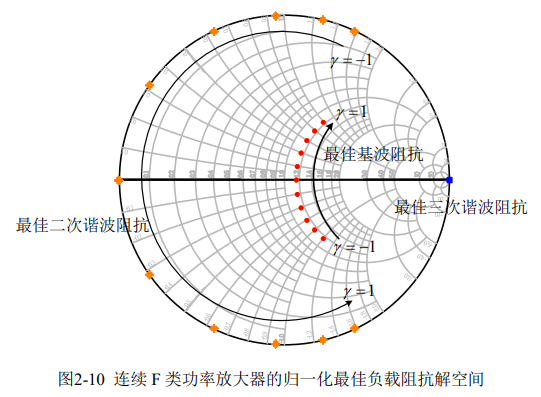 γ = −1
γ = 1
最佳基波阻抗
最佳三次谐波阻抗
最佳二次谐波阻抗
γ = −1
γ = 1
图2-10 连续 F 类功率放大器的归一化最佳负载阻抗解空间